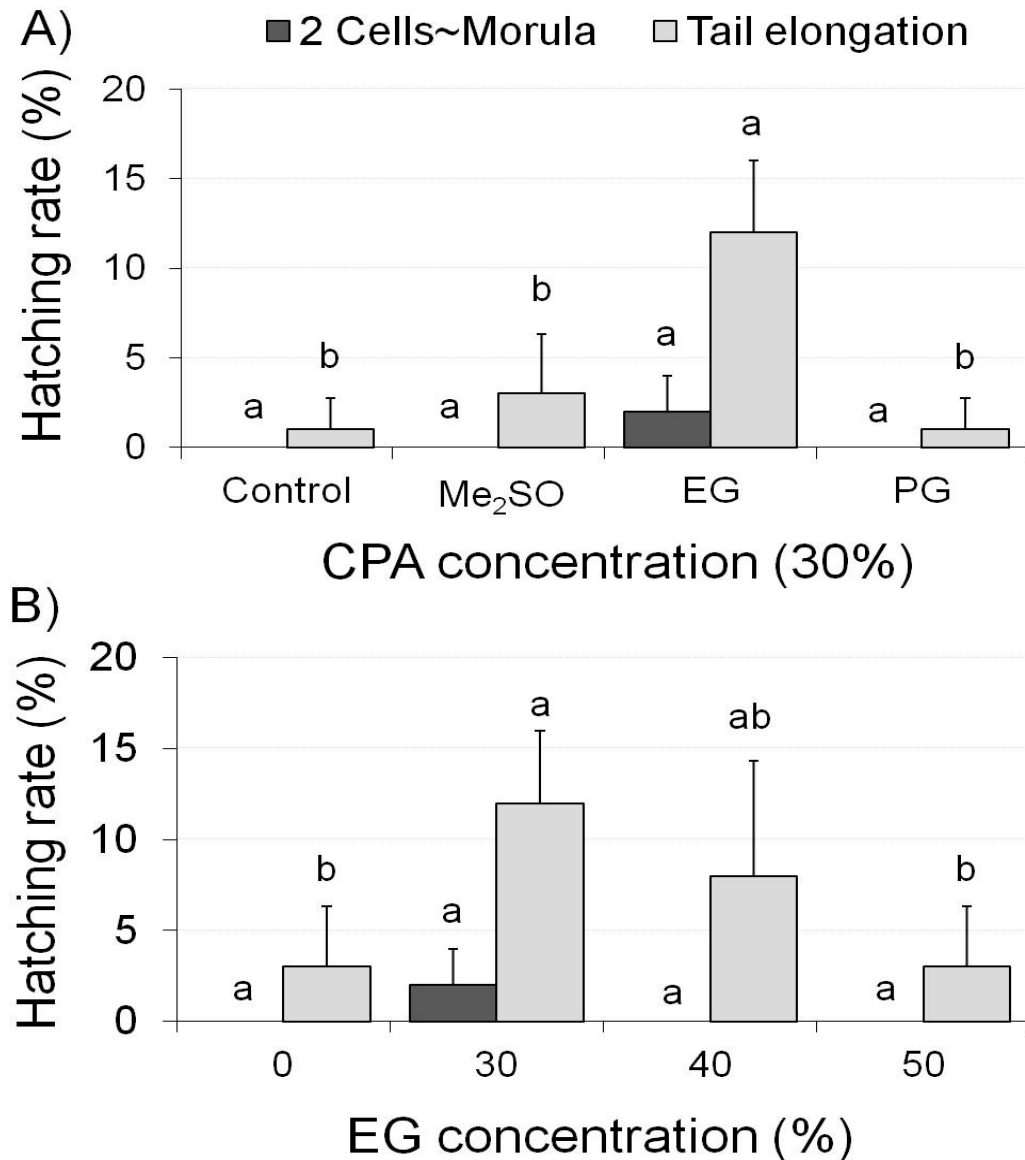 A)
2 Cells~Morula Tail elongation
Hatching rate (%)
20
15
10
5
0
a b a b a a a b
Control Me₂SO EG PG
CPA concentration (30%)
B)
Hatching rate (%)
20
15
10
5
0
a b a a a ab a b
0 30 40 50
EG concentration (%)